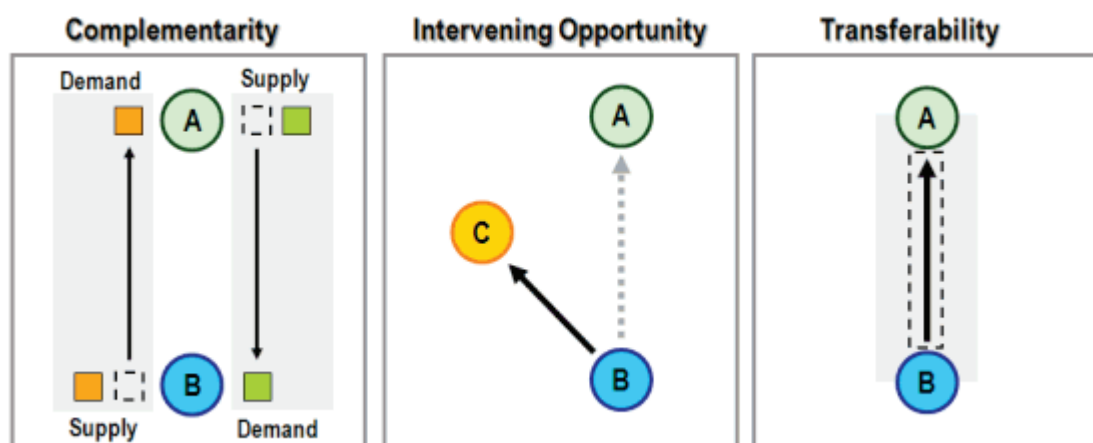 Complementarity
Demand
Supply
A
B
Supply
Demand
Intervening Opportunity
A
C
B
Transferability
A
B